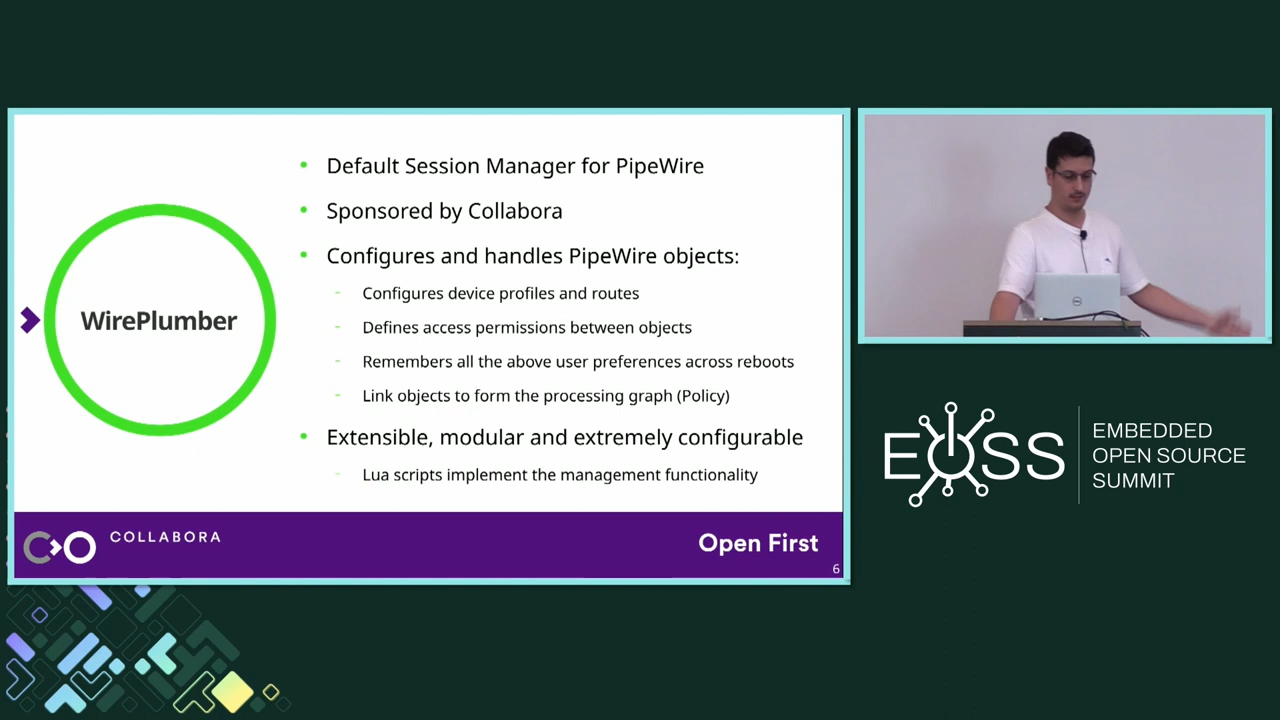 WirePlumber
Default Session Manager for PipeWire
Sponsored by Collabora
Configures and handles PipeWire objects:
Configures device profiles and routes
Defines access permissions between objects
Remembers all the above user preferences across reboots
Link objects to form the processing graph (Policy)
Extensible, modular and extremely configurable
Lua scripts implement the management functionality
COLLABORA
Open First
6
EOSS
EMBEDDED
OPEN SOURCE
SUMMIT